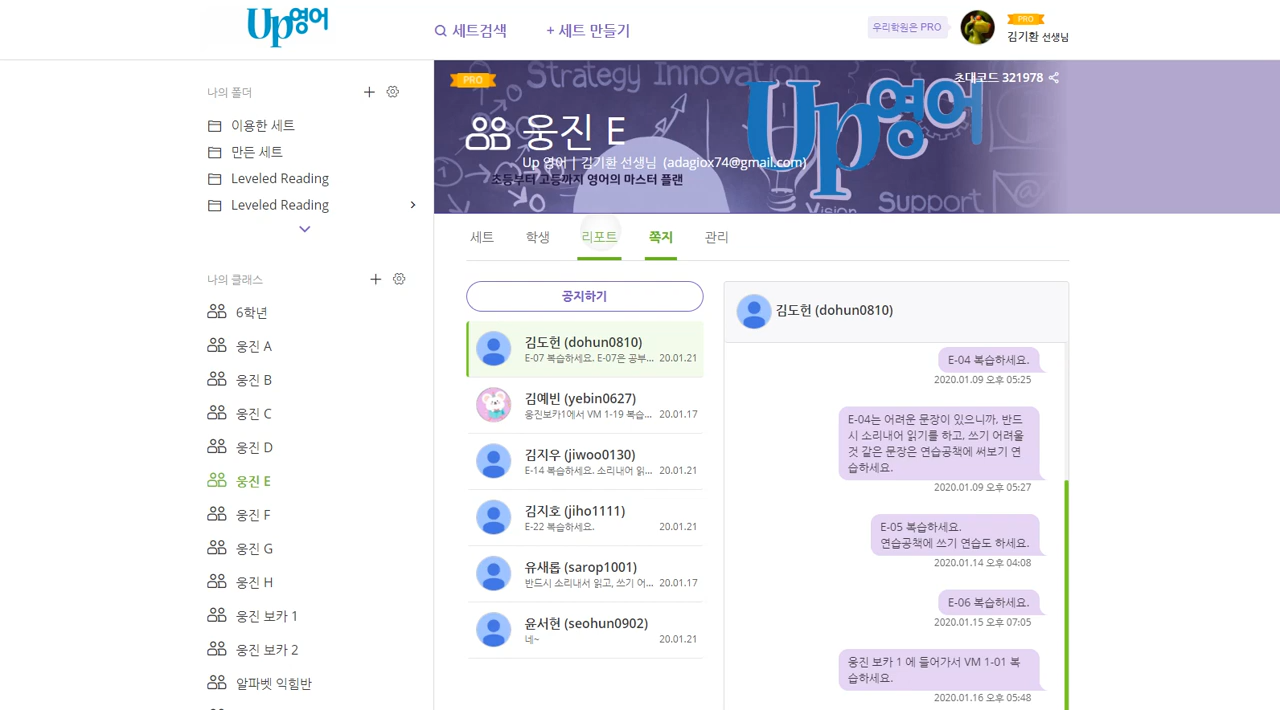 Up영어
세트검색
+ 세트 만들기
우리학원은 PRO
PRO
김기환 선생님
나의 폴더
이용한 세트
만든 세트
Leveled Reading
Leveled Reading
나의 클래스
6학년
웅진 A
웅진 B
웅진 C
웅진 D
웅진 E
웅진 F
웅진 G
웅진 H
웅진 보카 1
웅진 보카 2
알파벳 익힘반
PRO
Strategy Innovation
초대코드 321978
Up영어
웅진 E
Up 영어 | 김기환 선생님 (adagiox74@gmail.com)
초등부터 고등까지 영어의 마스터 플랜
Vision
Support
세트
학생
리포트
쪽지
관리
공지하기
김도헌 (dohun0810)
E-07 복습하세요. E-07은 공부... 20.01.21
김예빈 (yebin0627)
웅진보카1에서 VM 1-19 복습... 20.01.17
김지우 (jiwoo0130)
E-14 복습하세요. 소리내어 읽... 20.01.21
김지호 (jiho1111)
E-22 복습하세요. 20.01.21
유새롭 (sarop1001)
반드시 소리내서 읽고, 쓰기 어... 20.01.17
윤서현 (seohun0902)
네~ 20.01.21
김도헌 (dohun0810)
E-04 복습하세요.
2020.01.09 오후 05:25
E-04는 어려운 문장이 있으니까, 반드
시 소리내어 읽기를 하고, 쓰기 어려울
것 같은 문장은 연습공책에 써보기 연
습하세요.
2020.01.09 오후 05:27
E-05 복습하세요.
연습공책에 쓰기 연습도 하세요.
2020.01.14 오후 04:08
E-06 복습하세요.
2020.01.15 오후 07:05
웅진 보카 1 에 들어가서 VM 1-01 복
습하세요.
2020.01.16 오후 05:48